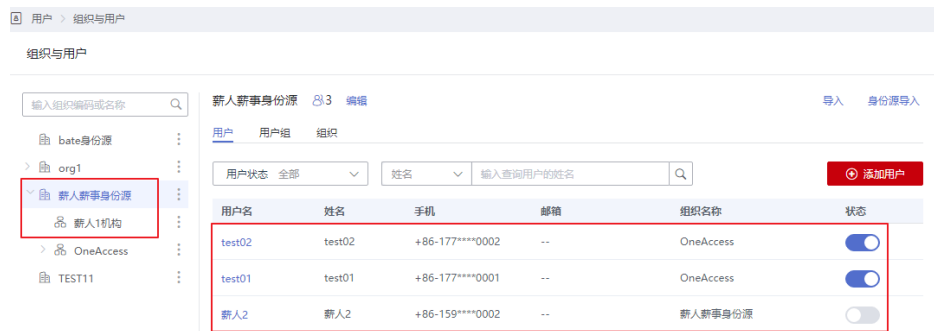 用户 > 组织与用户
组织与用户
输入组织编码或名称
bate身份源
org1
薪人薪事身份源
薪人1机构
OneAccess
TEST11
薪人薪事身份源 3 编辑 导入 身份源导入
用户 用户组 组织
用户状态 全部 姓名 输入查询用户的姓名 添加用户
用户名 姓名 手机 邮箱 组织名称 状态
test02 test02 +86-177****0002 -- OneAccess
test01 test01 +86-177****0001 -- OneAccess
薪人2 薪人2 +86-159****0002 -- 薪人薪事身份源